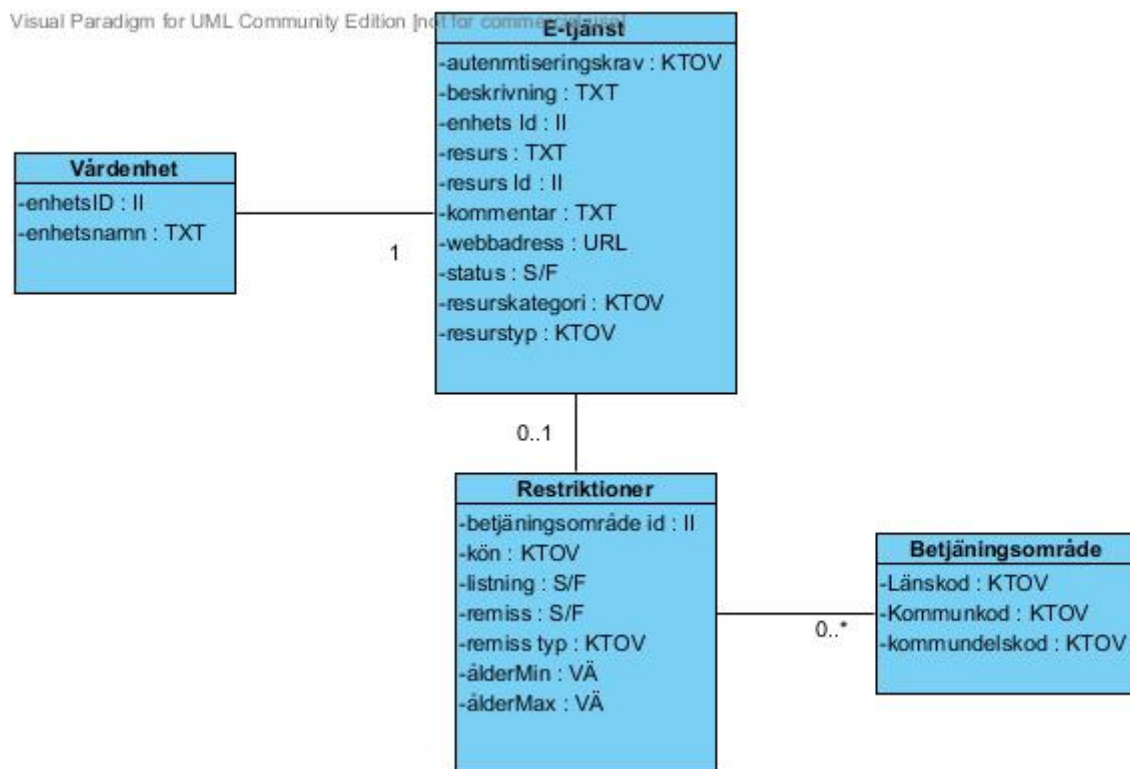 Visual Paradigm for UML Community Edition [not for commercial use]
E-tjänst
-autenmtiseringskrav : KTOV
-beskrivning : TXT
-enhets Id : II
-resurs : TXT
-resurs Id : II
-kommentar : TXT
-webbadress : URL
-status : S/F
-resurskategori : KTOV
-resurstyp : KTOV
Vårdenhet
-enhetsID : II
-enhetsnamn : TXT
1
0..1
Restriktioner
-betjäningsområde id : II
-kön : KTOV
-listning : S/F
-remiss : S/F
-remiss typ : KTOV
-ålderMin : VÄ
-ålderMax : VÄ
0..*
Betjäningsområde
-Länskod : KTOV
-Kommunkod : KTOV
-kommundelskod : KTOV